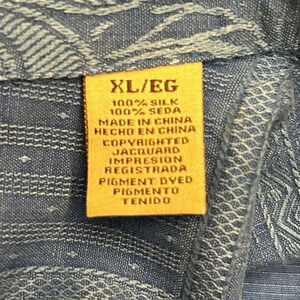 XL/EG
100% SILK
100% SEDA
MADE IN CHINA
HECHO EN CHINA
COPYRIGHTED
JACQUARD
IMPRESION
REGISTRADA
PIGMENT DYED
PIGMENTO
TENIDO